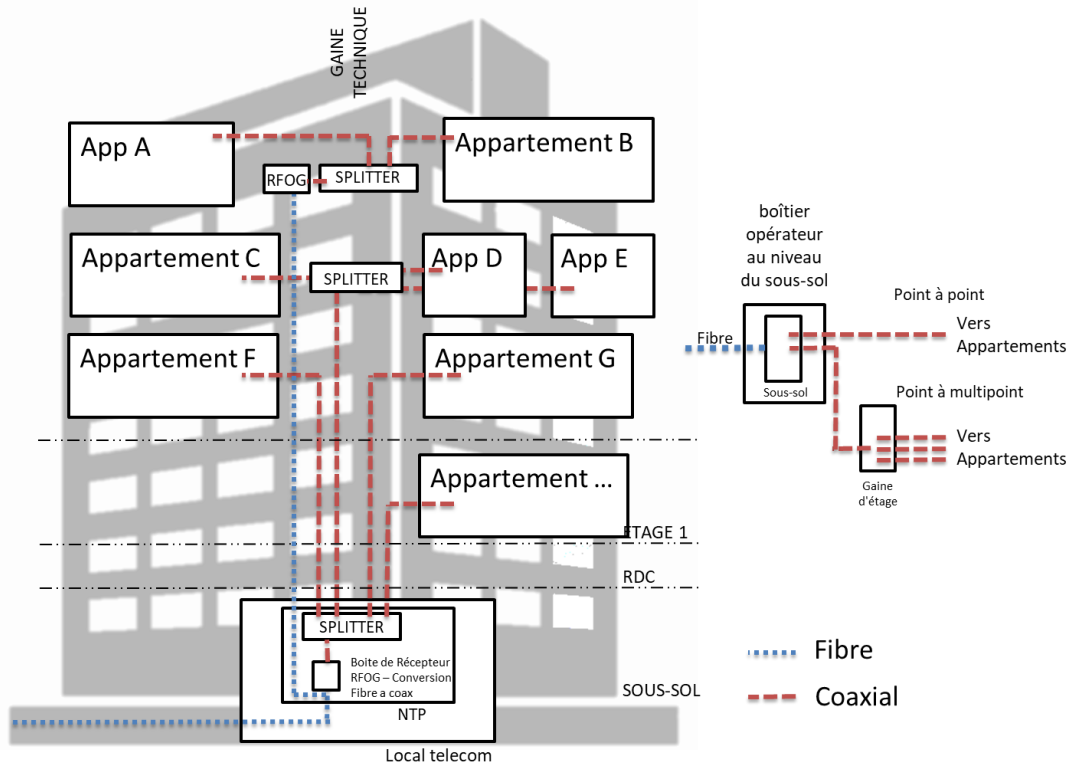 GAINE
TECHNIQUE
App A
Appartement B
RFOG
SPLITTER
Appartement C
SPLITTER
App D
App E
Appartement F
Appartement G
Appartement ...
ETAGE 1
RDC
SPLITTER
Boite de Récepteur
RFOG – Conversion
Fibre a coax
NTP
SOUS-SOL
Local telecom
boîtier
opérateur
au niveau
du sous-sol
Fibre
Sous-sol
Point à point
Vers
Appartements
Point à multipoint
Vers
Appartements
Gaine
d'étage
Fibre
Coaxial